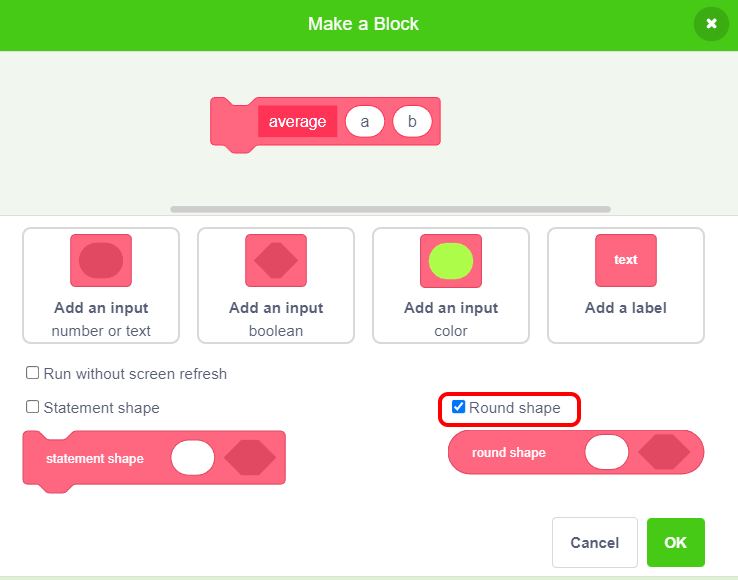 Make a Block
average a b
text
Add an input Add an input Add an input Add a label
number or text boolean color
Run without screen refresh
Statement shape Round shape
statement shape round shape
Cancel OK